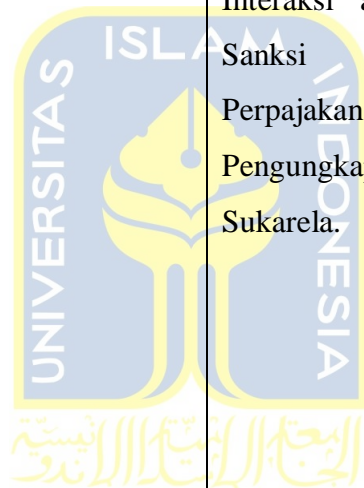 Interaksi a
Sanksi
Perpajakan
Pengungka
Sukarela.
UNIVERSITAS
ISLAM
INDONESIA